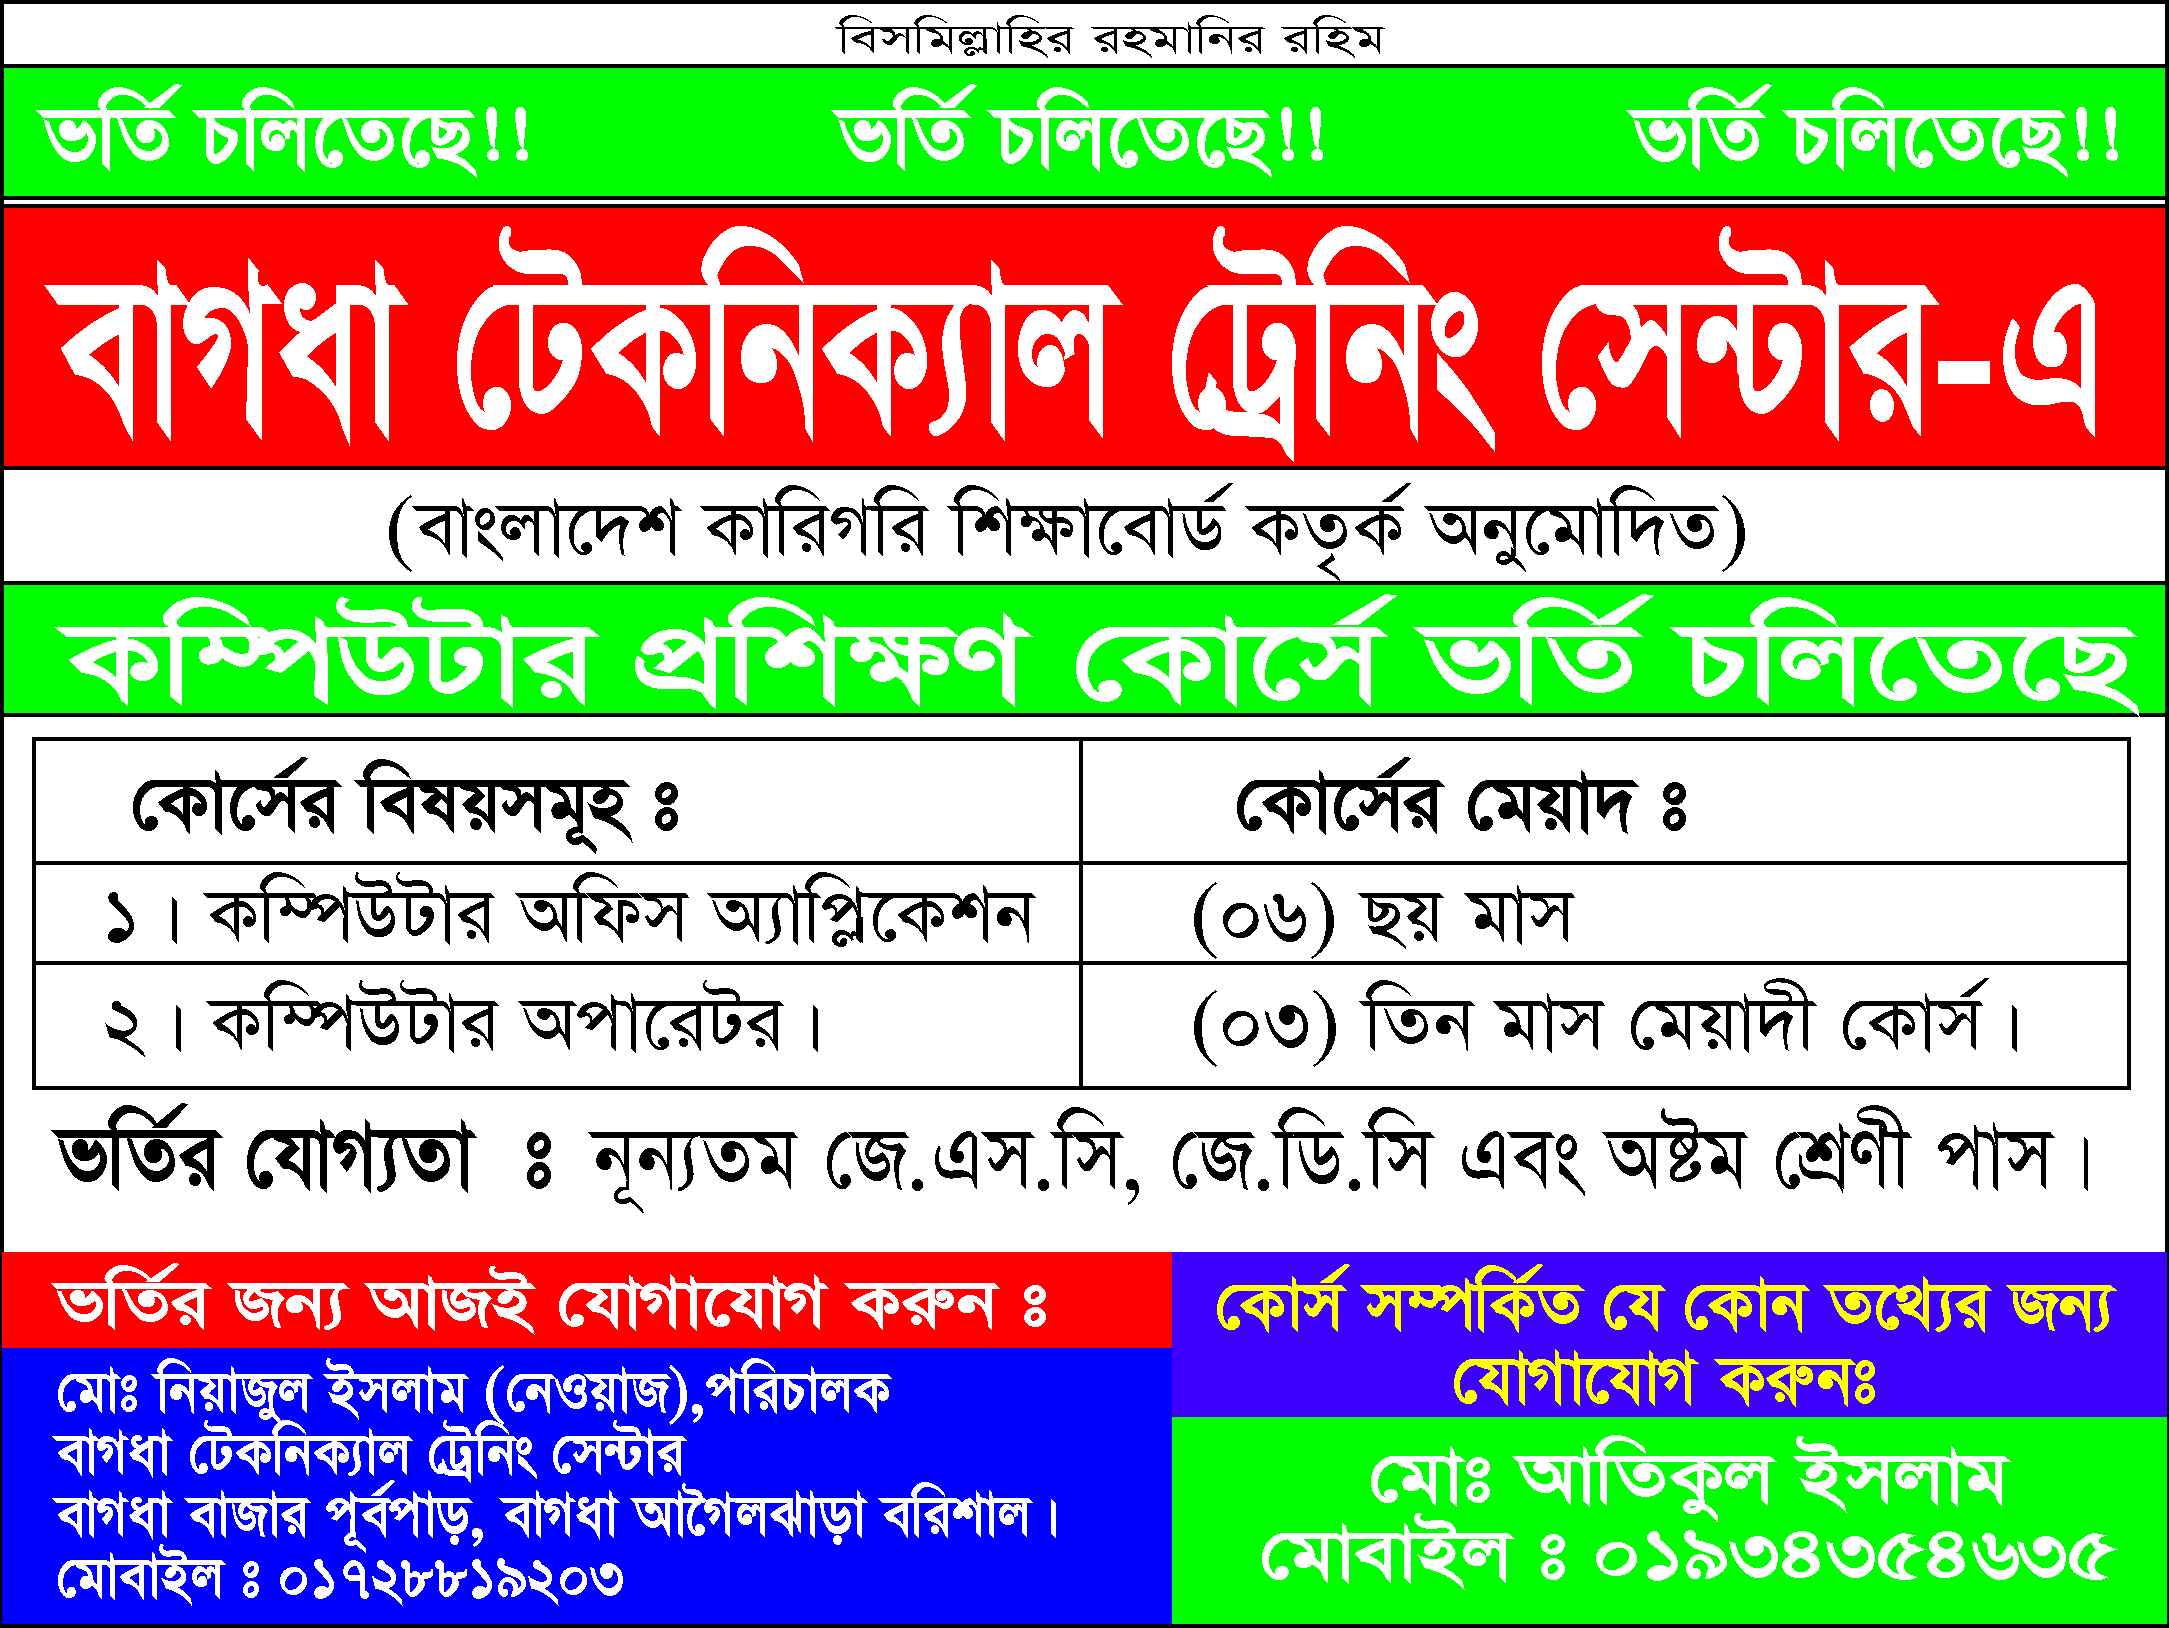 বিসমিল্লাহির রহমানির রহিম
ভর্তি চলিতেছে!! ভর্তি চলিতেছে!! ভর্তি চলিতেছে!!
বাগধা টেকনিক্যাল ট্রেনিং সেন্টার-এ
(বাংলাদেশ কারিগরি শিক্ষাবোর্ড কতৃর্ক অনুমোদিত)
কম্পিউটার প্রশিক্ষণ কোর্সে ভর্তি চলিতেছে
কোর্সের বিষয়সমূহ ঃ কোর্সের মেয়াদ ঃ
১। কম্পিউটার অফিস অ্যাপ্লিকেশন (০৬) ছয় মাস
২। কম্পিউটার অপারেটর। (০৩) তিন মাস মেয়াদী কোর্স।
ভর্তির যোগ্যতা ঃ নূন্যতম জে.এস.সি, জে.ডি.সি এবং অষ্টম শ্রেণী পাস।
ভর্তির জন্য আজই যোগাযোগ করুন ঃ
মোঃ নিয়াজুল ইসলাম (নেওয়াজ),পরিচালক
বাগধা টেকনিক্যাল ট্রেনিং সেন্টার
বাগধা বাজার পূর্বপাড়, বাগধা আগৈলঝাড়া বরিশাল।
মোবাইল ঃ ০১৭২৮৮১৯২০৩
কোর্স সম্পর্কিত যে কোন তথ্যের জন্য
যোগাযোগ করুনঃ
মোঃ আতিকুল ইসলাম
মোবাইল ঃ ০১৯৩৪৩৫৪৬৩৫